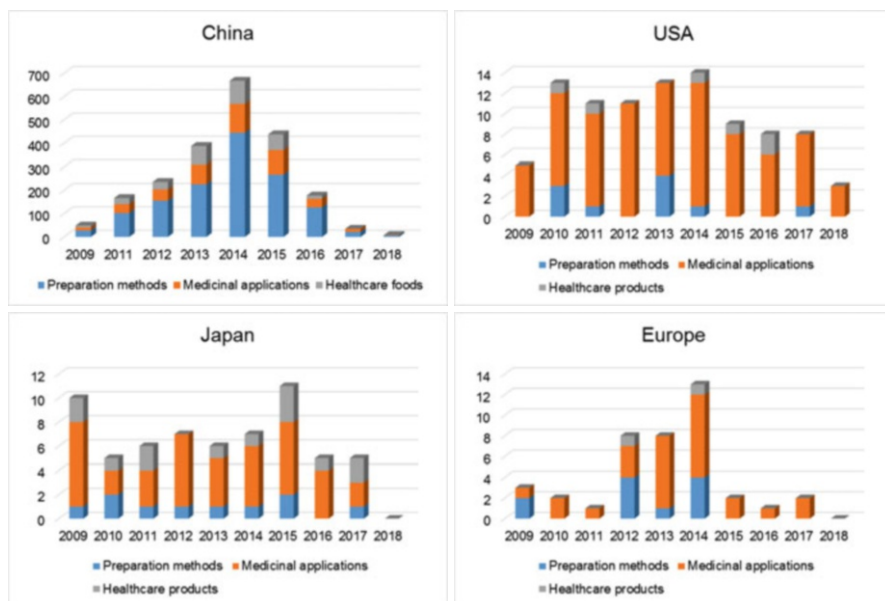 China
700
600
500
400
300
200
100
0
2009 2011 2012 2013 2014 2015 2016 2017 2018
Preparation methods Medicinal applications Healthcare foods
USA
14
12
10
8
6
4
2
0
2009 2010 2011 2012 2013 2014 2015 2016 2017 2018
Preparation methods Medicinal applications
Healthcare products
Japan
12
10
8
6
4
2
0
2009 2010 2011 2012 2013 2014 2015 2016 2017 2018
Preparation methods Medicinal applications
Healthcare products
Europe
14
12
10
8
6
4
2
0
2009 2010 2011 2012 2013 2014 2015 2016 2017 2018
Preparation methods Medicinal applications
Healthcare products